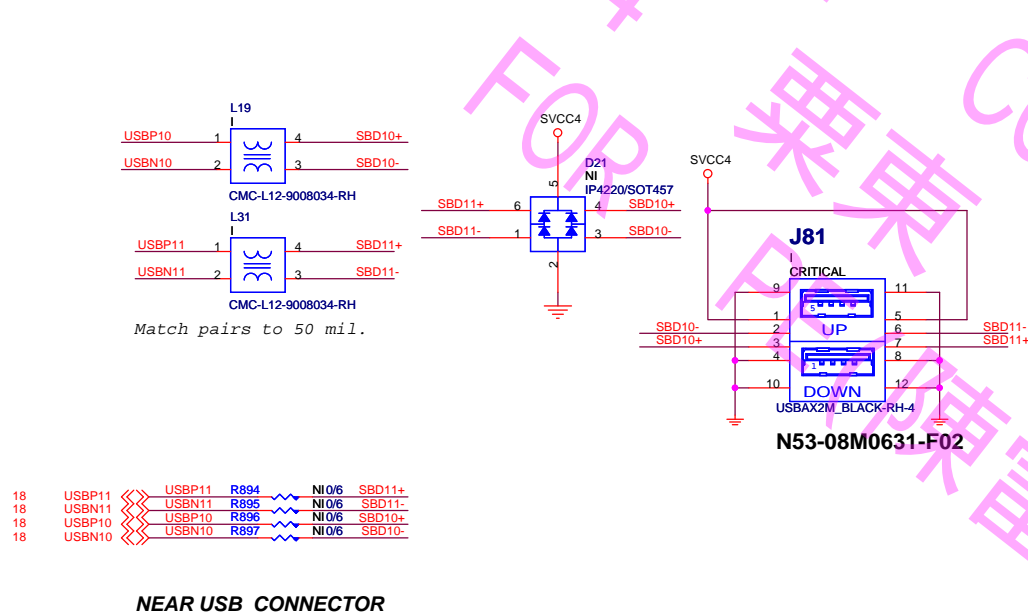 L19
I
USBP10 1 4 SBD10+
USBN10 2 3 SBD10-
CMC-L12-9008034-RH
L31
I
USBP11 1 4 SBD11+
USBN11 2 3 SBD11-
CMC-L12-9008034-RH
Match pairs to 50 mil.
SVCC4
D21
NI
IP4220/SOT457
5
SBD11+ 6 4 SBD10+
SBD11- 1 3 SBD10-
2
SVCC4
J81
I
CRITICAL
9 11
1 5 5
SBD10- 2 UP 6 SBD11-
SBD10+ 3 7 SBD11+
4 1 8
10 DOWN 12
USBAX2M_BLACK-RH-4
N53-08M0631-F02
18 USBP11 USBP11 R894 NI 0/6 SBD11+
18 USBN11 USBN11 R895 NI 0/6 SBD11-
18 USBP10 USBP10 R896 NI 0/6 SBD10+
18 USBN10 USBN10 R897 NI 0/6 SBD10-
NEAR USB CONNECTOR
FOR
粟東